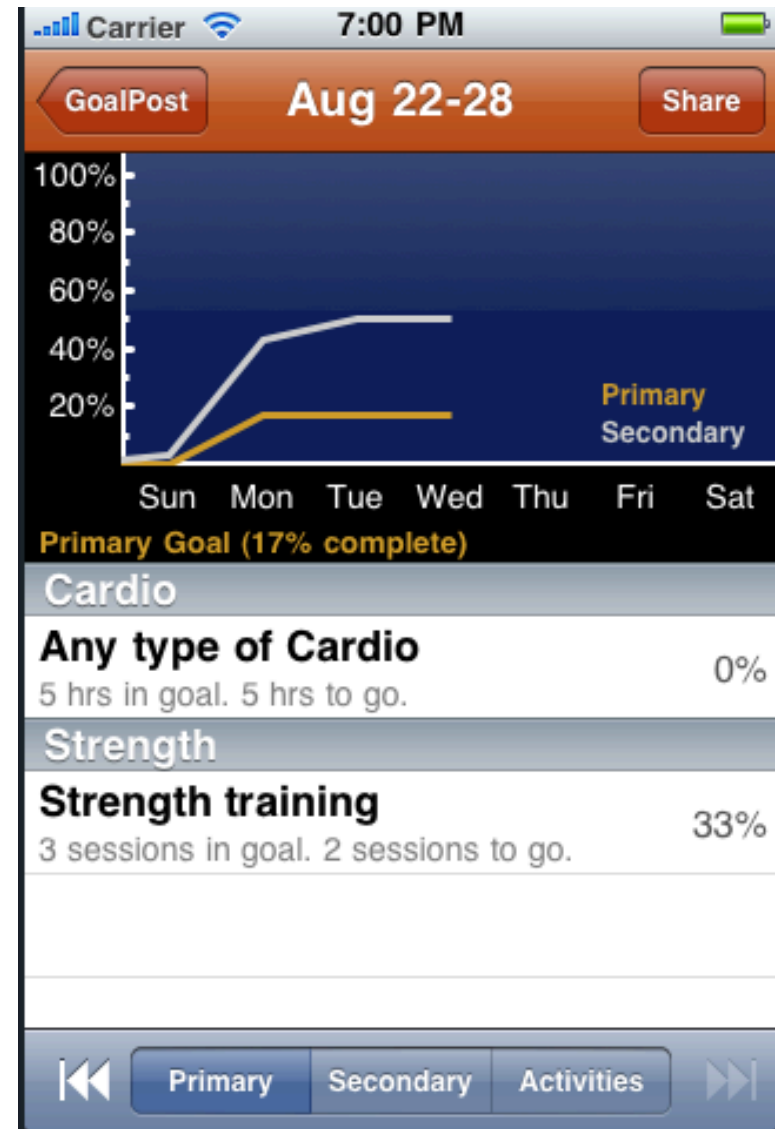 Carrier 7:00 PM
GoalPost Aug 22-28 Share
100%
80%
60%
40%
20%
Primary
Secondary
Sun Mon Tue Wed Thu Fri Sat
Primary Goal (17% complete)
Cardio
Any type of Cardio 0%
5 hrs in goal. 5 hrs to go.
Strength
Strength training 33%
3 sessions in goal. 2 sessions to go.
Primary Secondary Activities